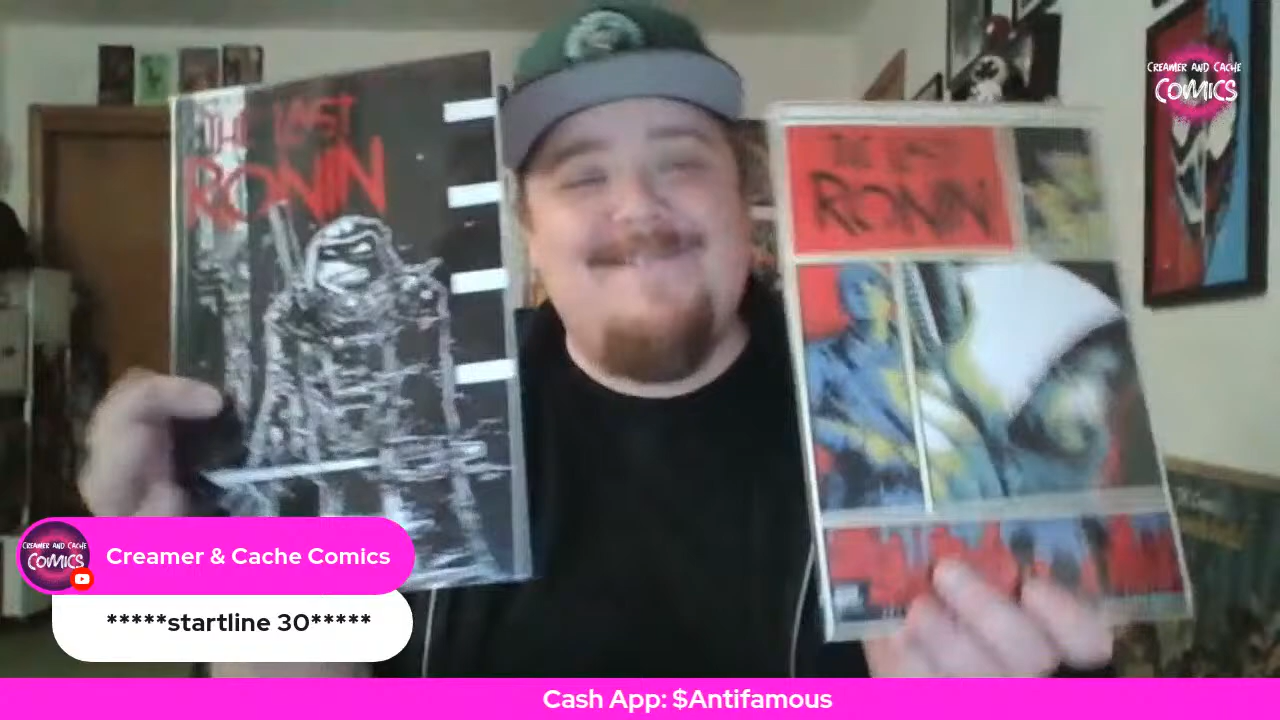 THE LAST
RONIN
THE LAST
RONIN
CREAMER AND CACHE
COMICS
CREAMER AND CACHE
COMICS
Creamer & Cache Comics
*****startline 30*****
Cash App: $Antifamous